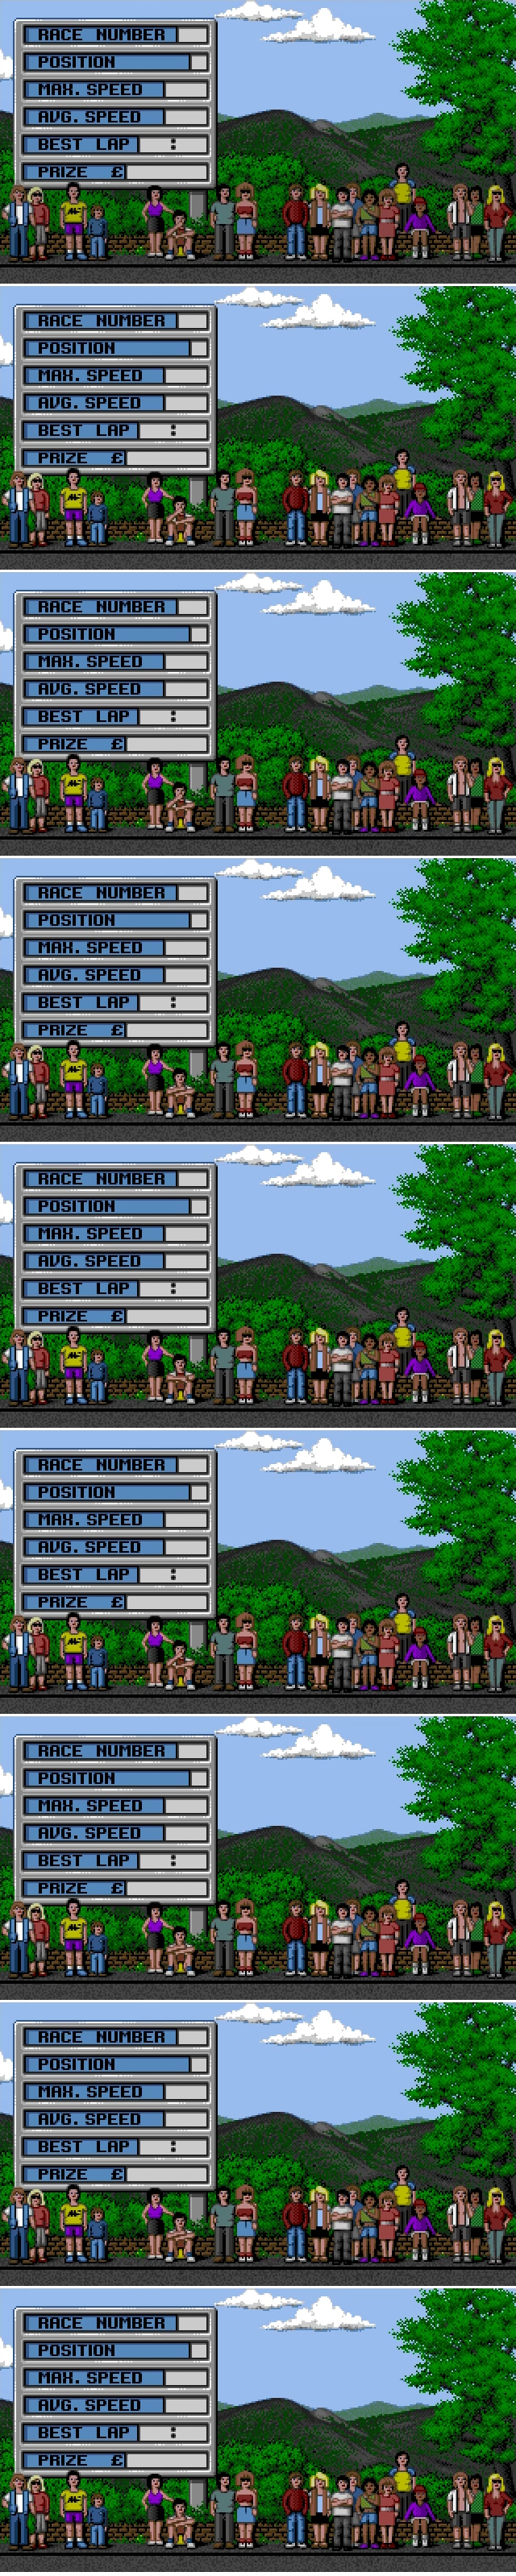 RACE NUMBER
POSITION
MAX. SPEED
AVG. SPEED
BEST LAP :
PRIZE £
RACE NUMBER
POSITION
MAX. SPEED
AVG. SPEED
BEST LAP :
PRIZE £
RACE NUMBER
POSITION
MAX. SPEED
AVG. SPEED
BEST LAP :
PRIZE £
RACE NUMBER
POSITION
MAX. SPEED
AVG. SPEED
BEST LAP :
PRIZE £
RACE NUMBER
POSITION
MAX. SPEED
AVG. SPEED
BEST LAP :
PRIZE £
RACE NUMBER
POSITION
MAX. SPEED
AVG. SPEED
BEST LAP :
PRIZE £
RACE NUMBER
POSITION
MAX. SPEED
AVG. SPEED
BEST LAP :
PRIZE £
RACE NUMBER
POSITION
MAX. SPEED
AVG. SPEED
BEST LAP :
PRIZE £
RACE NUMBER
POSITION
MAX. SPEED
AVG. SPEED
BEST LAP :
PRIZE £